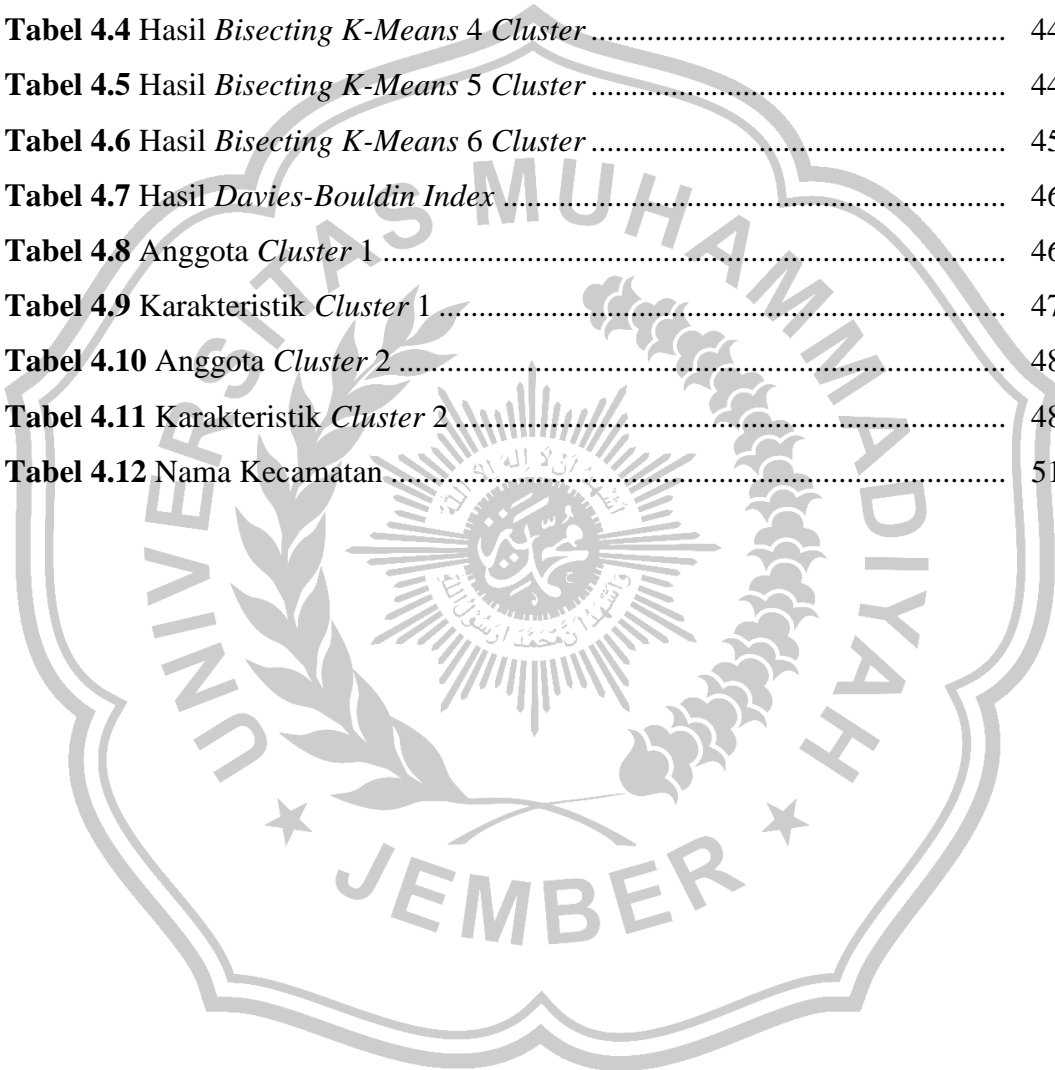 Tabel 4.4 Hasil Bisecting K-Means 4 Cluster ........ 44
Tabel 4.5 Hasil Bisecting K-Means 5 Cluster ........ 44
Tabel 4.6 Hasil Bisecting K-Means 6 Cluster ........ 45
Tabel 4.7 Hasil Davies-Bouldin Index ........ 46
Tabel 4.8 Anggota Cluster 1 ........ 46
Tabel 4.9 Karakteristik Cluster 1 ........ 47
Tabel 4.10 Anggota Cluster 2 ........ 48
Tabel 4.11 Karakteristik Cluster 2 ........ 48
Tabel 4.12 Nama Kecamatan ........ 51
UNIVERSITAS MUHAMMADIYAH
JEMBER